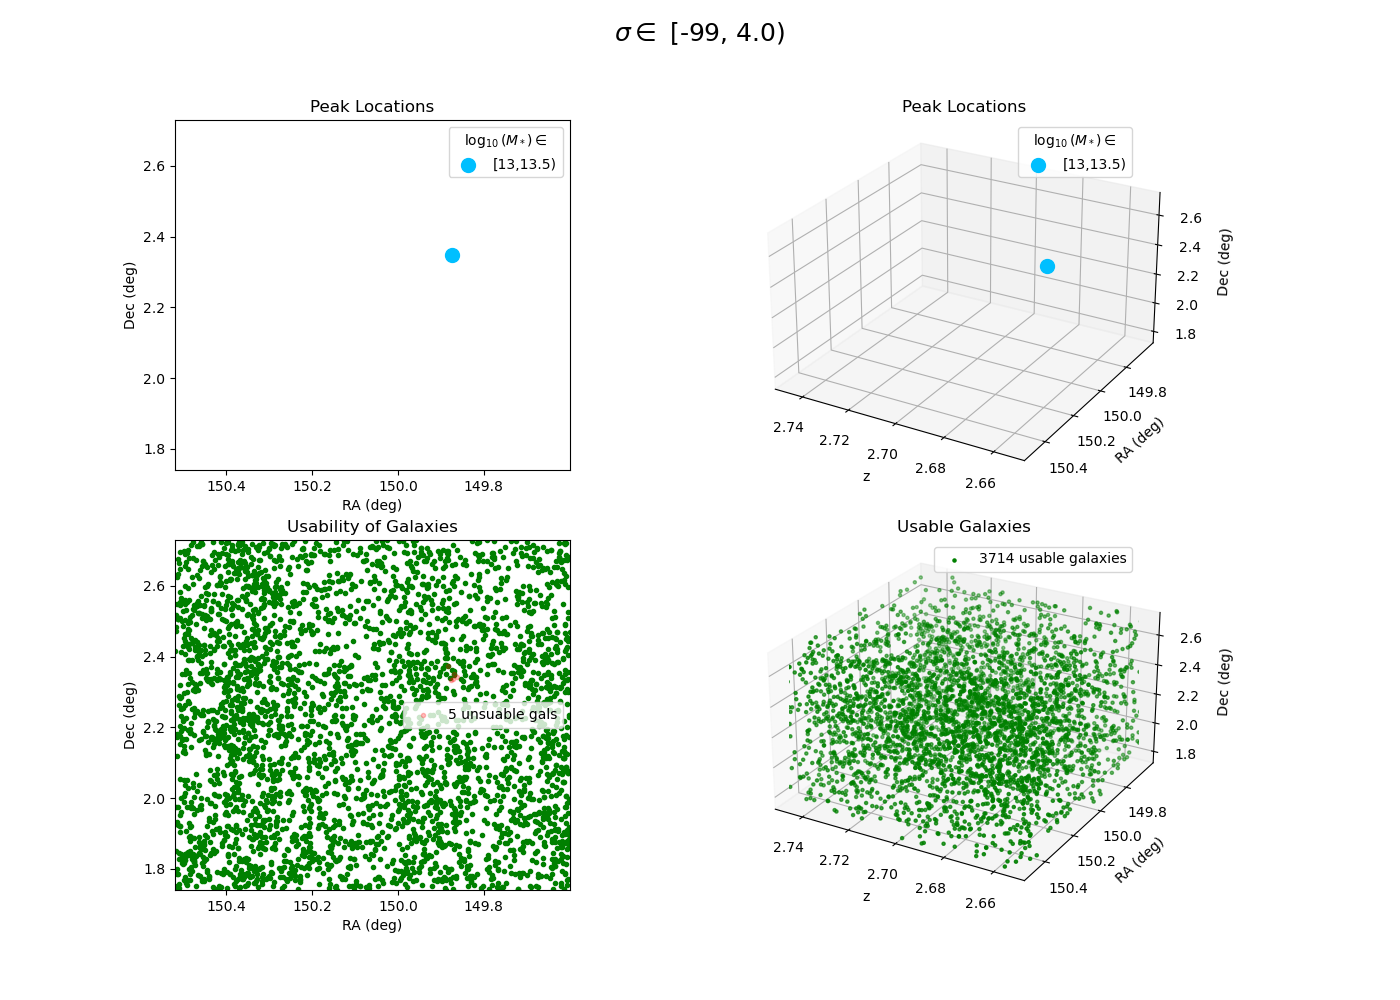 σ ∈ [-99, 4.0)
Peak Locations
log₁₀(M*) ∈
[13,13.5)
2.6
2.4
2.2
2.0
1.8
Dec (deg)
150.4 150.2 150.0 149.8
RA (deg)
Peak Locations
log₁₀(M*) ∈
[13,13.5)
2.6
2.4
2.2
2.0
1.8
Dec (deg)
149.8
150.0
150.2
150.4
RA (deg)
2.74
2.72
2.70
2.68
2.66
z
Usability of Galaxies
2.6
2.4
2.2
2.0
1.8
Dec (deg)
5 unsuable gals
150.4 150.2 150.0 149.8
RA (deg)
Usable Galaxies
3714 usable galaxies
2.6
2.4
2.2
2.0
1.8
Dec (deg)
149.8
150.0
150.2
150.4
RA (deg)
2.74
2.72
2.70
2.68
2.66
z